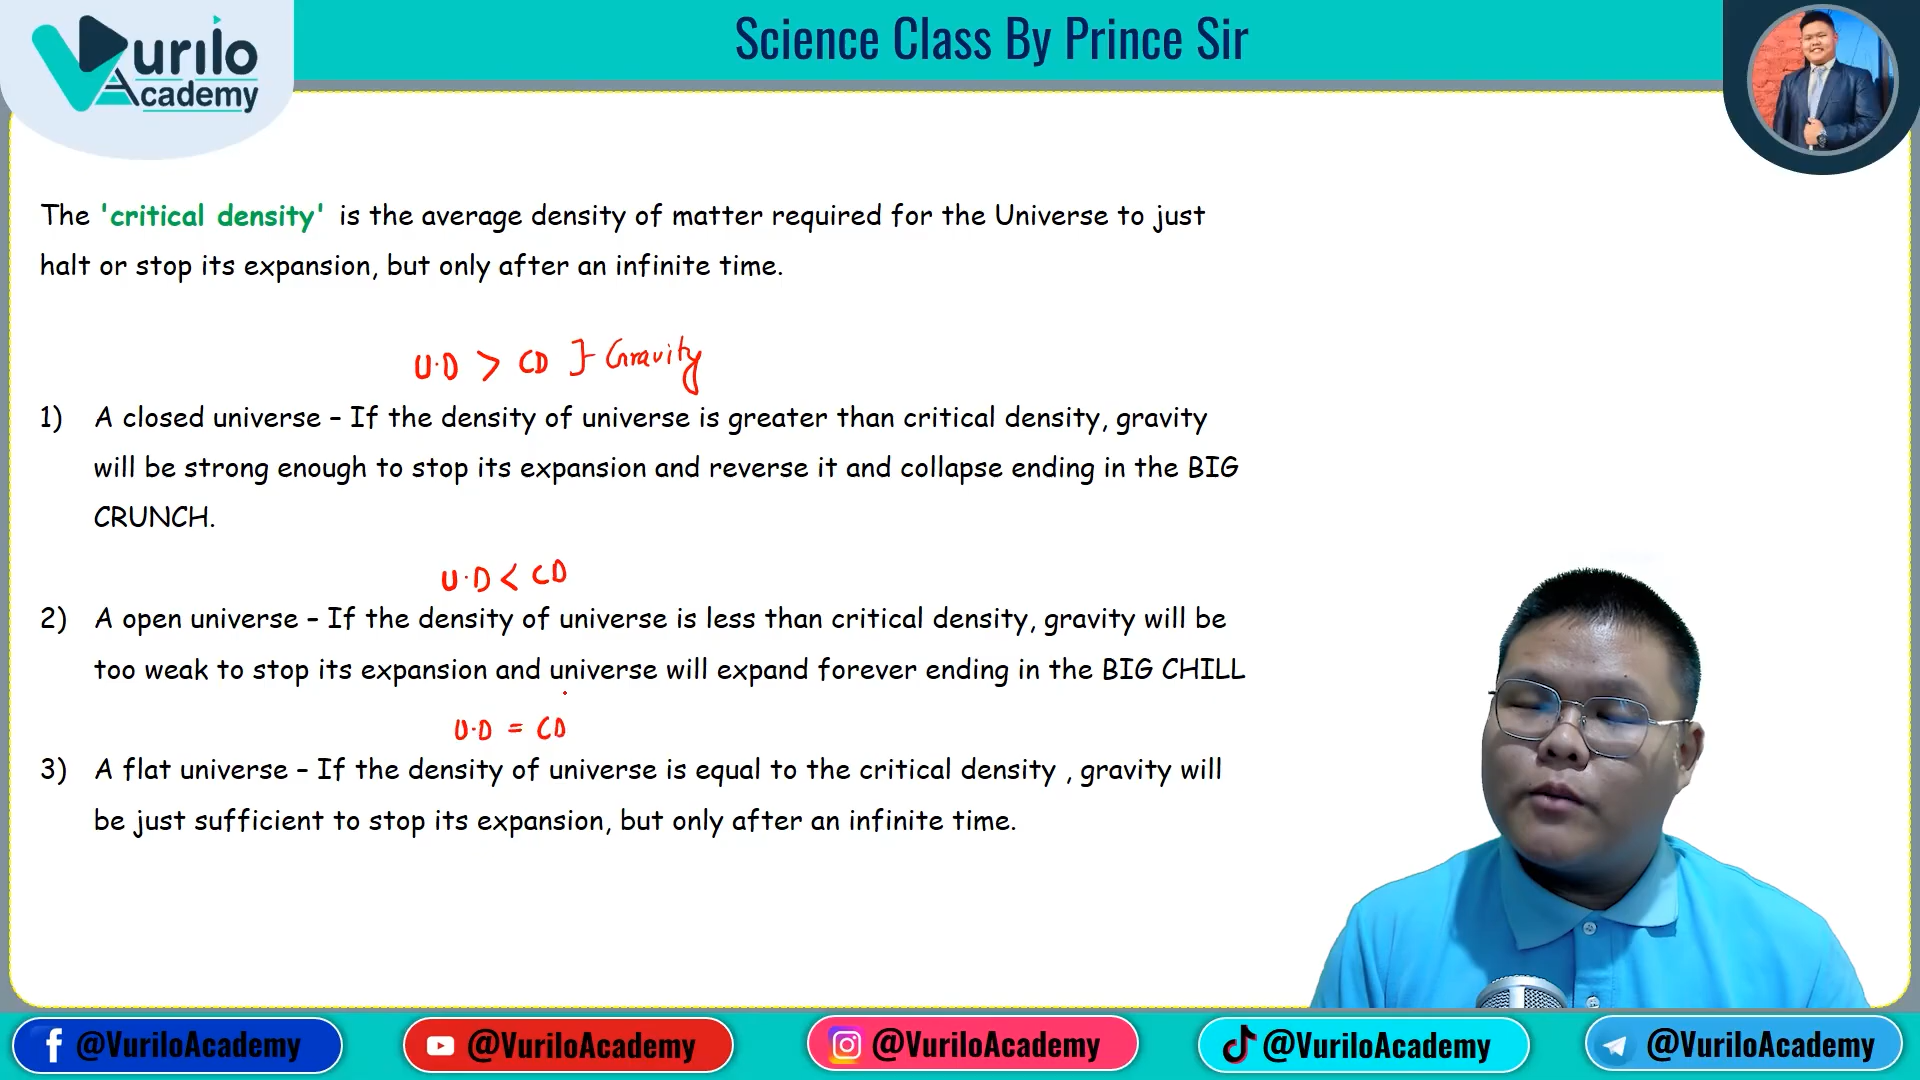 Vurilo
Academy
Science Class By Prince Sir
The 'critical density' is the average density of matter required for the Universe to just
halt or stop its expansion, but only after an infinite time.
U.D > CD } Gravity
1) A closed universe – If the density of universe is greater than critical density, gravity
will be strong enough to stop its expansion and reverse it and collapse ending in the BIG
CRUNCH.
U.D < CD
2) A open universe – If the density of universe is less than critical density, gravity will be
too weak to stop its expansion and universe will expand forever ending in the BIG CHILL
U.D = CD
3) A flat universe – If the density of universe is equal to the critical density , gravity will
be just sufficient to stop its expansion, but only after an infinite time.
@VuriloAcademy @VuriloAcademy @VuriloAcademy @VuriloAcademy @VuriloAcademy